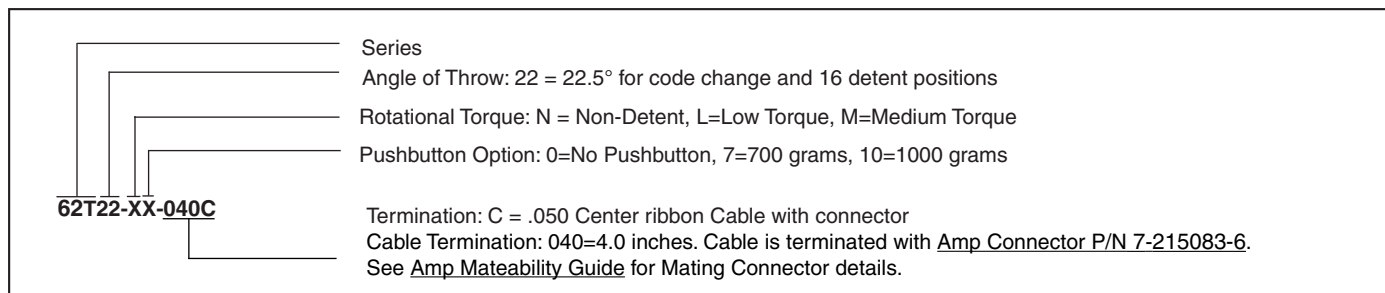 Series
Angle of Throw: 22 = 22.5° for code change and 16 detent positions
Rotational Torque: N = Non-Detent, L=Low Torque, M=Medium Torque
Pushbutton Option: 0=No Pushbutton, 7=700 grams, 10=1000 grams
62T22-XX-040C
Termination: C = .050 Center ribbon Cable with connector
Cable Termination: 040=4.0 inches. Cable is terminated with Amp Connector P/N 7-215083-6.
See Amp Mateability Guide for Mating Connector details.